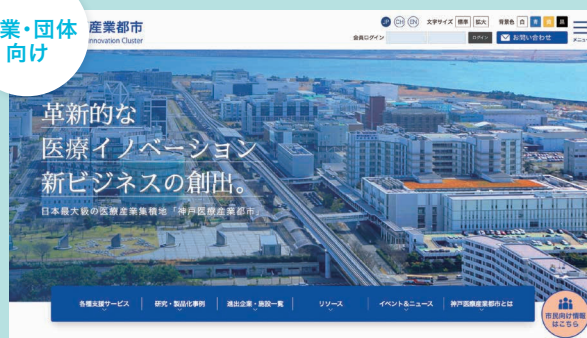 業・団体
向け
産業都市
nnovation Cluster
JP CH EN 文字サイズ 標準 拡大 背景色 白 青 黄 黒
会員ログイン ログイン お問い合わせ
メニュー
革新的な
医療イノベーション
新ビジネスの創出。
日本最大級の医療産業集積地「神戸医療産業都市」
各種支援サービス 研究・製品化事例 進出企業・施設一覧 リソース イベント&ニュース 神戸医療産業都市とは
市民向け情報
はこちら